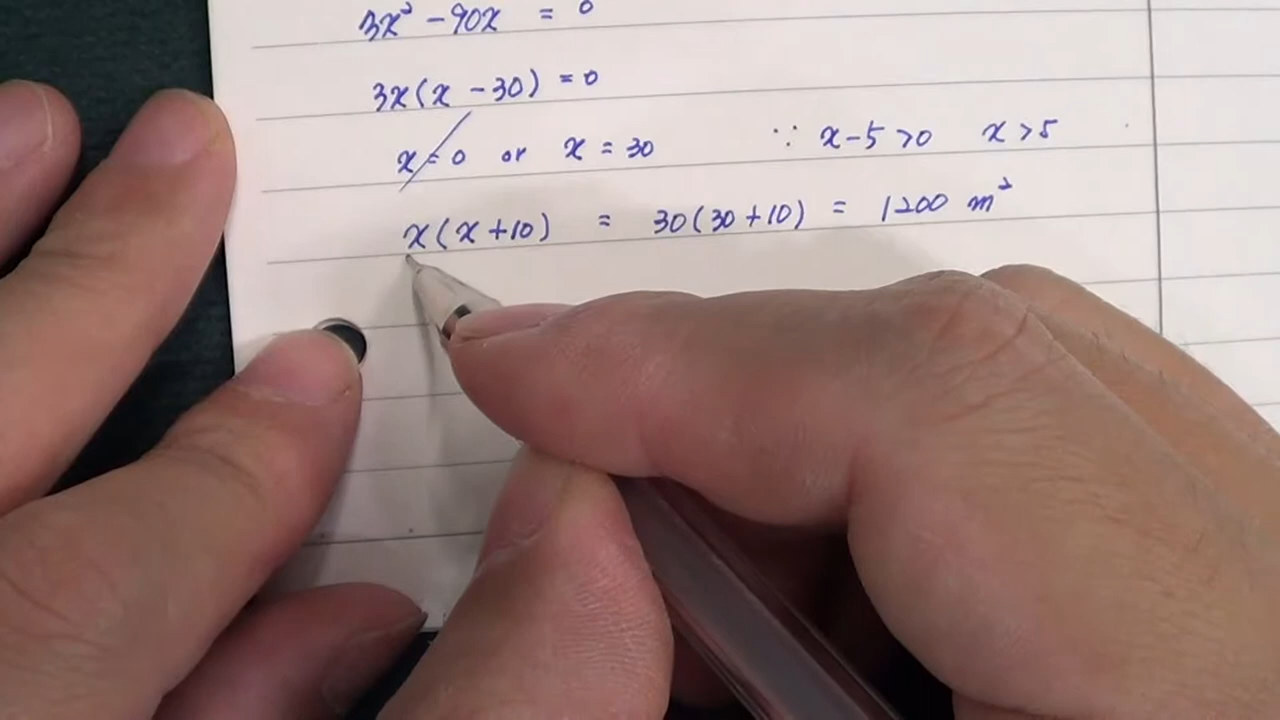 3x² - 90x = 0
3x(x - 30) = 0
x = 0 or x = 30 ∵ x-5 > 0 x > 5
x(x+10) = 30(30+10) = 1200 m²